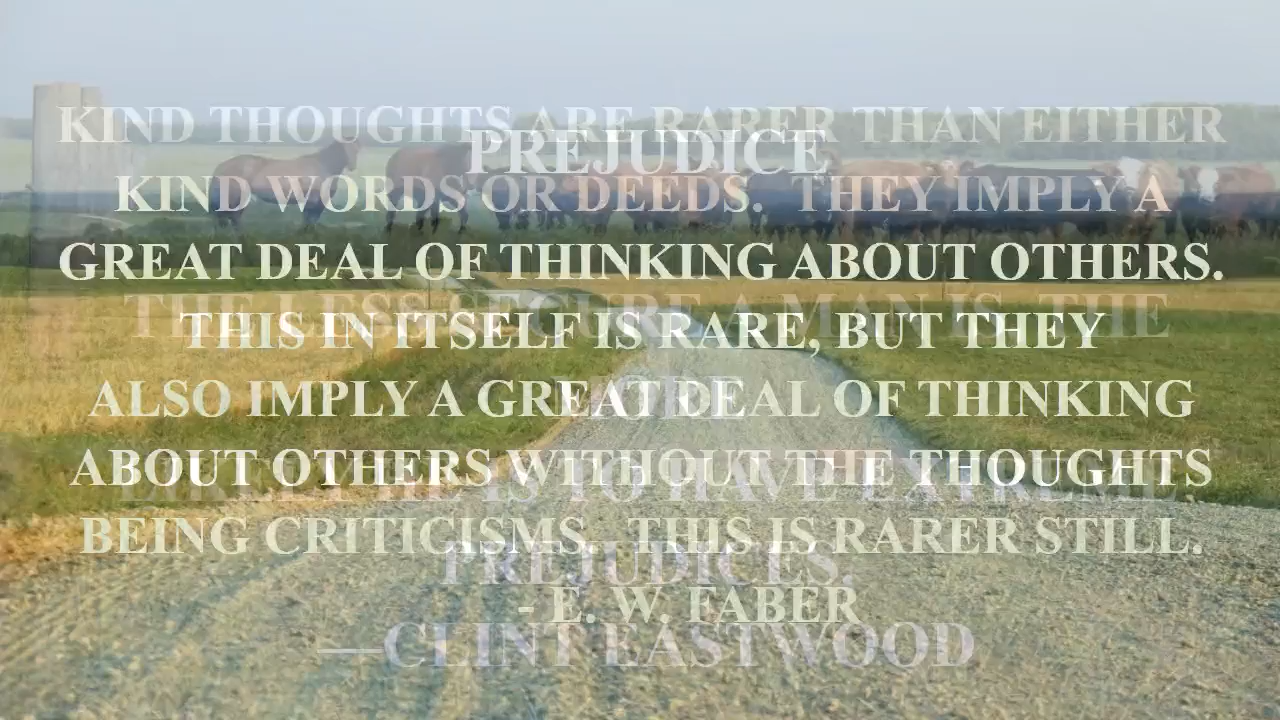 KIND THOUGHTS ARE RARER THAN EITHER
PREJUDICE
KIND WORDS OR DEEDS. THEY IMPLY A
GREAT DEAL OF THINKING ABOUT OTHERS.
THE LESS SECURE A MAN IS, THE
THIS IN ITSELF IS RARE, BUT THEY
ALSO IMPLY A GREAT DEAL OF THINKING
ABOUT OTHERS WITHOUT THE THOUGHTS
IS TO HAVE EXTREME
BEING CRITICISMS. THIS IS RARER STILL.
PREJUDICES.
- E. W. FABER
—CLINT EASTWOOD